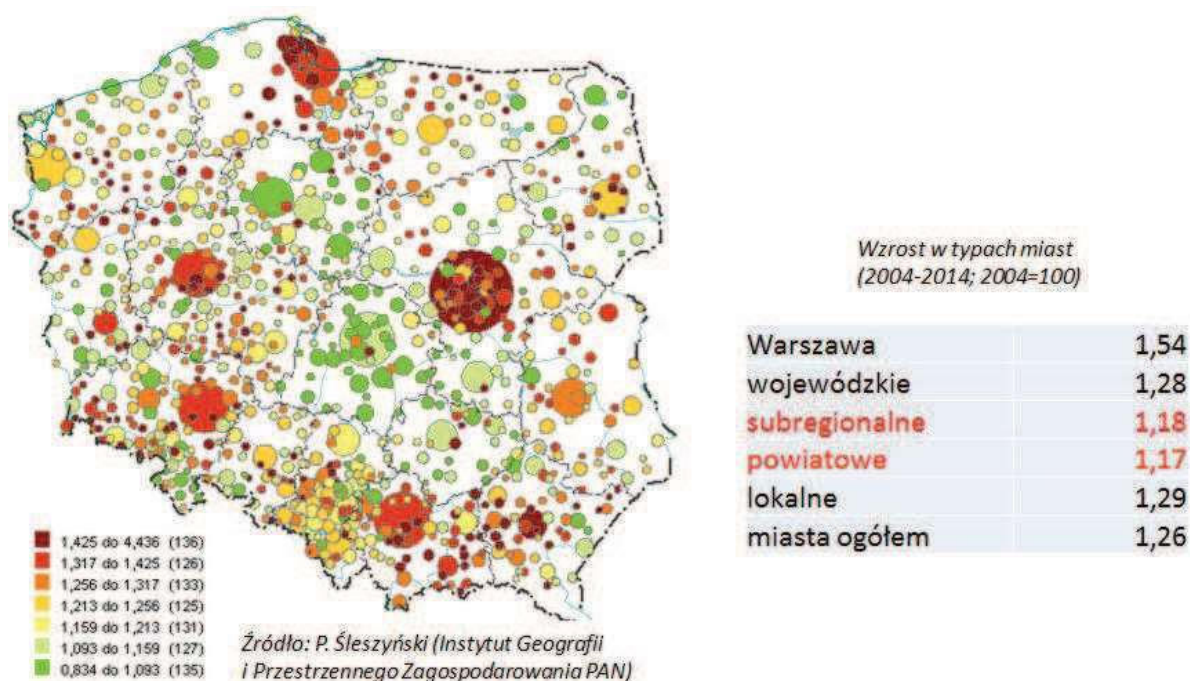 Wzrost w typach miast
(2004-2014; 2004=100)
Warszawa 1,54
wojewódzkie 1,28
subregionalne 1,18
powiatowe 1,17
lokalne 1,29
miasta ogółem 1,26
1,425 do 4,436 (136)
1,317 do 1,425 (126)
1,256 do 1,317 (133)
1,213 do 1,256 (125)
1,159 do 1,213 (131)
1,093 do 1,159 (127)
0,834 do 1,093 (135)
Źródło: P. Śleszyński (Instytut Geografii
i Przestrzennego Zagospodarowania PAN)